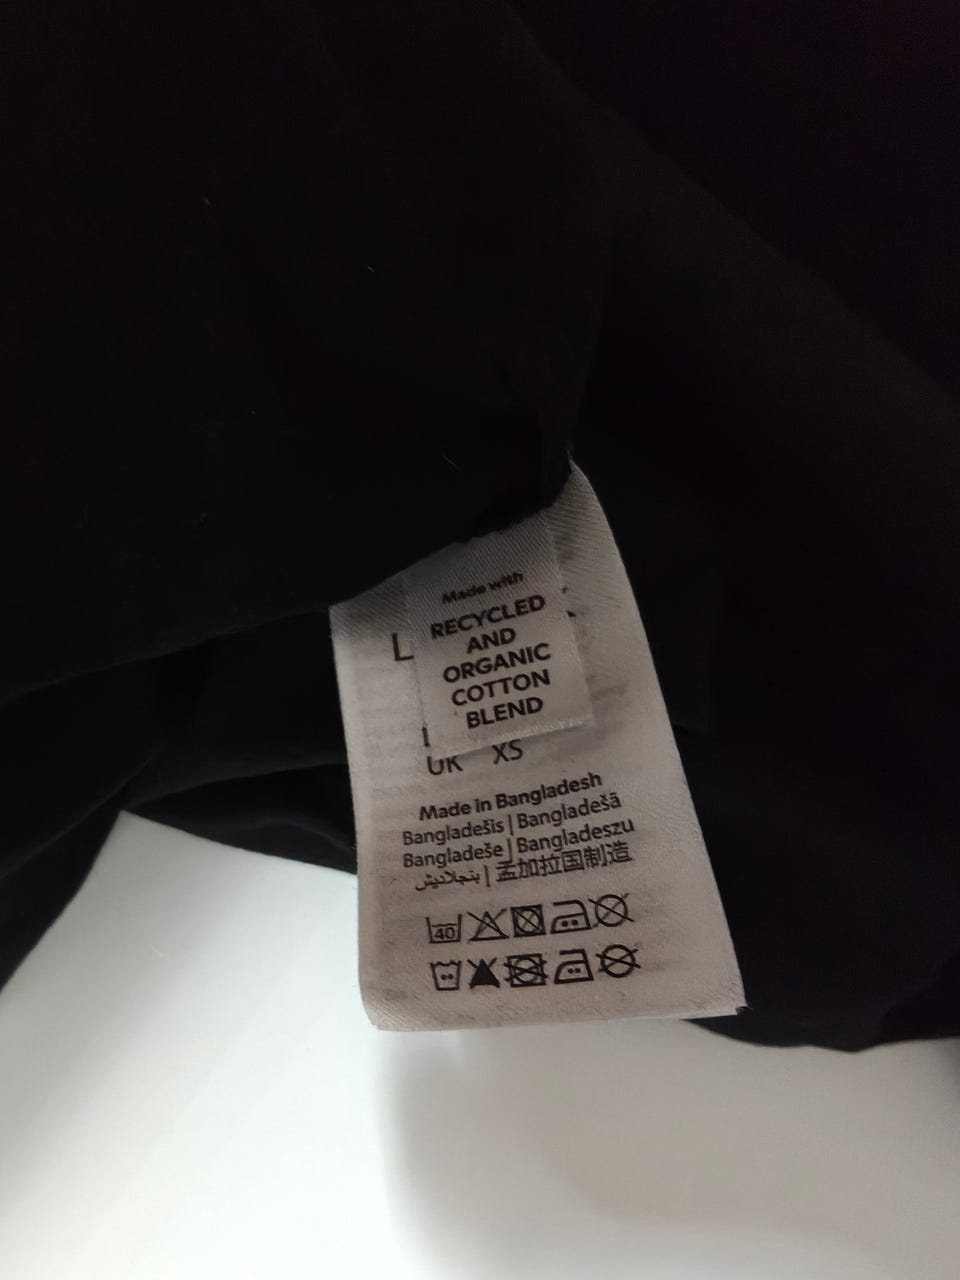 Made with
RECYCLED
AND
ORGANIC
COTTON
BLEND
L
UK XS
Made in Bangladesh
Bangladešis | Bangladešā
Bangladeše | Bangladeszu
بنجلاديش | 孟加拉国制造
40